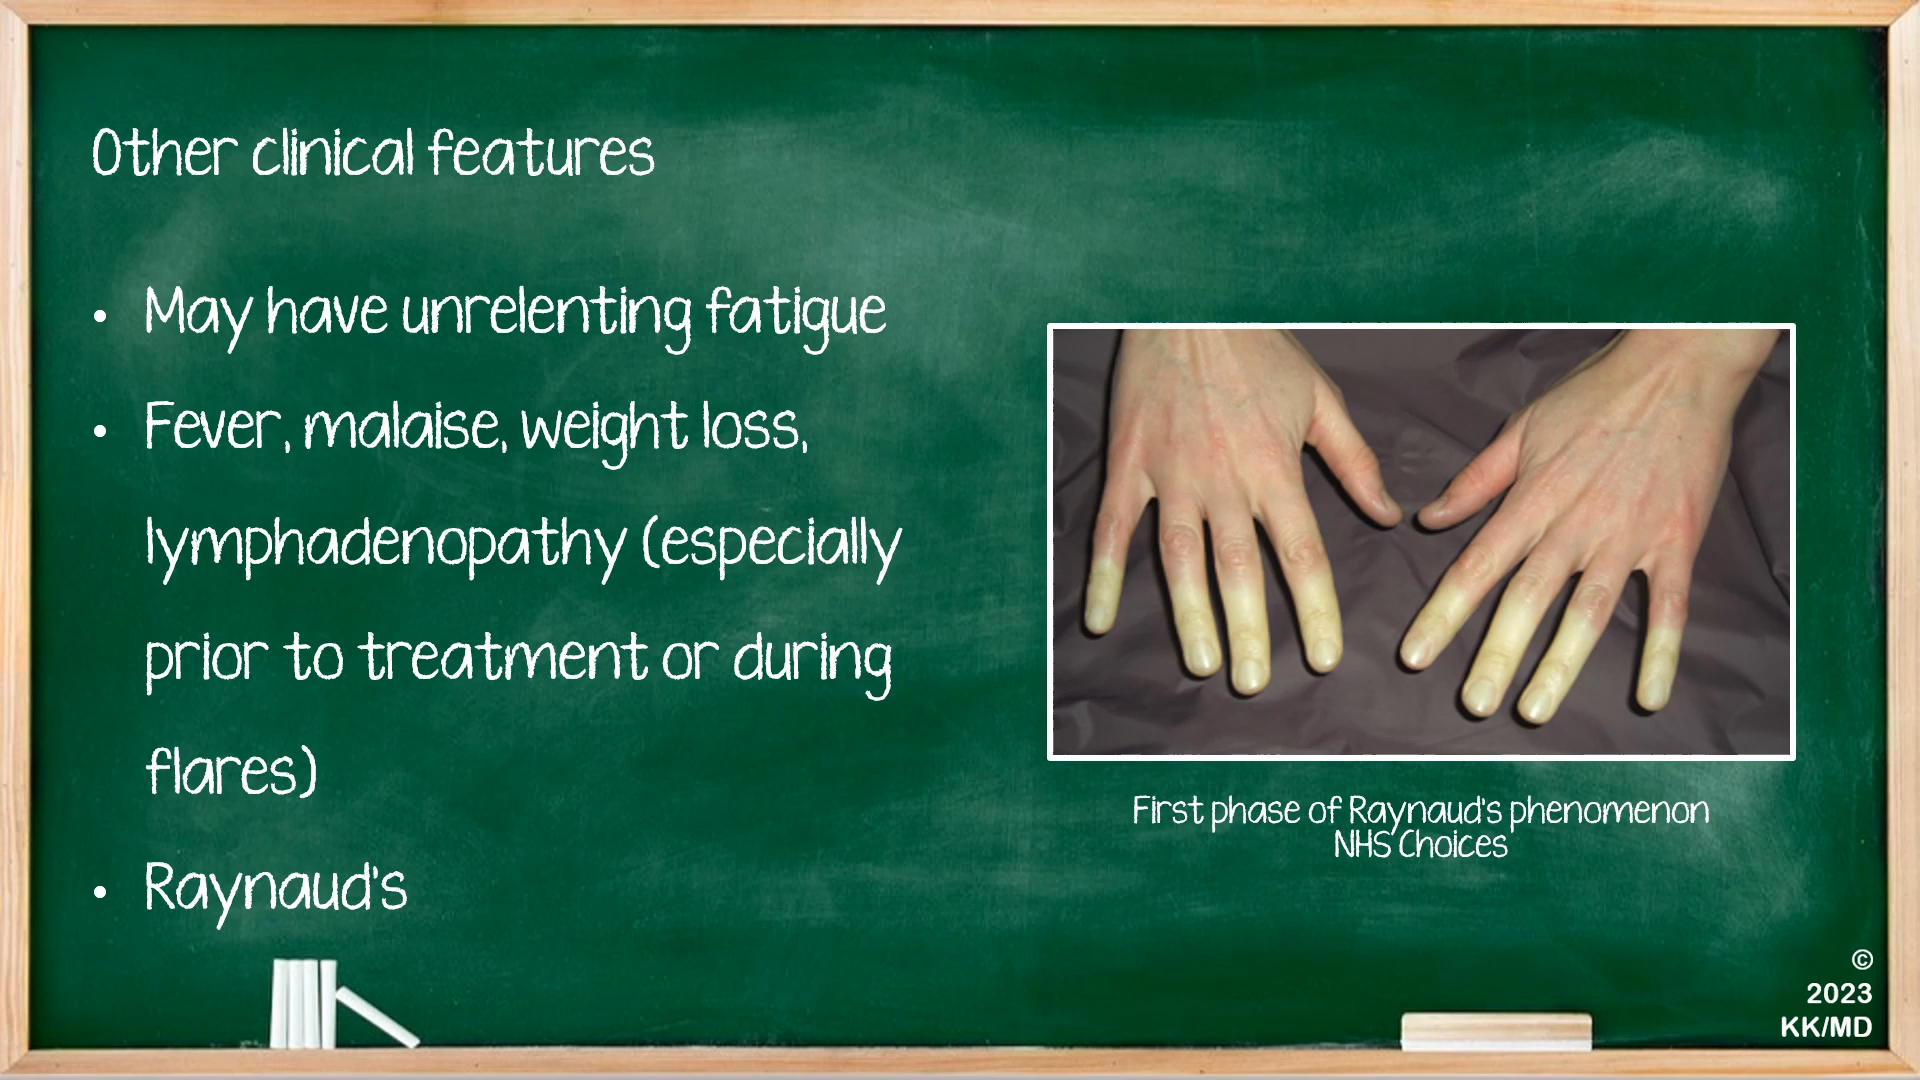 Other clinical features
• May have unrelenting fatigue
• Fever, malaise, weight loss,
lymphadenopathy (especially
prior to treatment or during
flares)
• Raynaud's
First phase of Raynaud's phenomenon
NHS Choices
©
2023
KK/MD